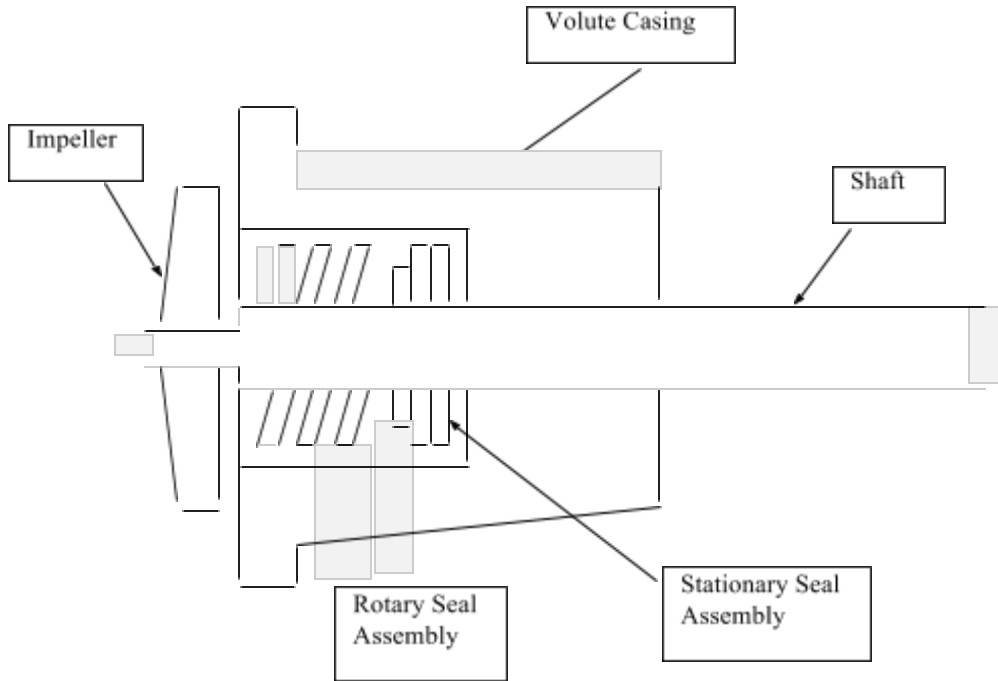 Volute Casing
Impeller
Shaft
Rotary Seal
Assembly
Stationary Seal
Assembly